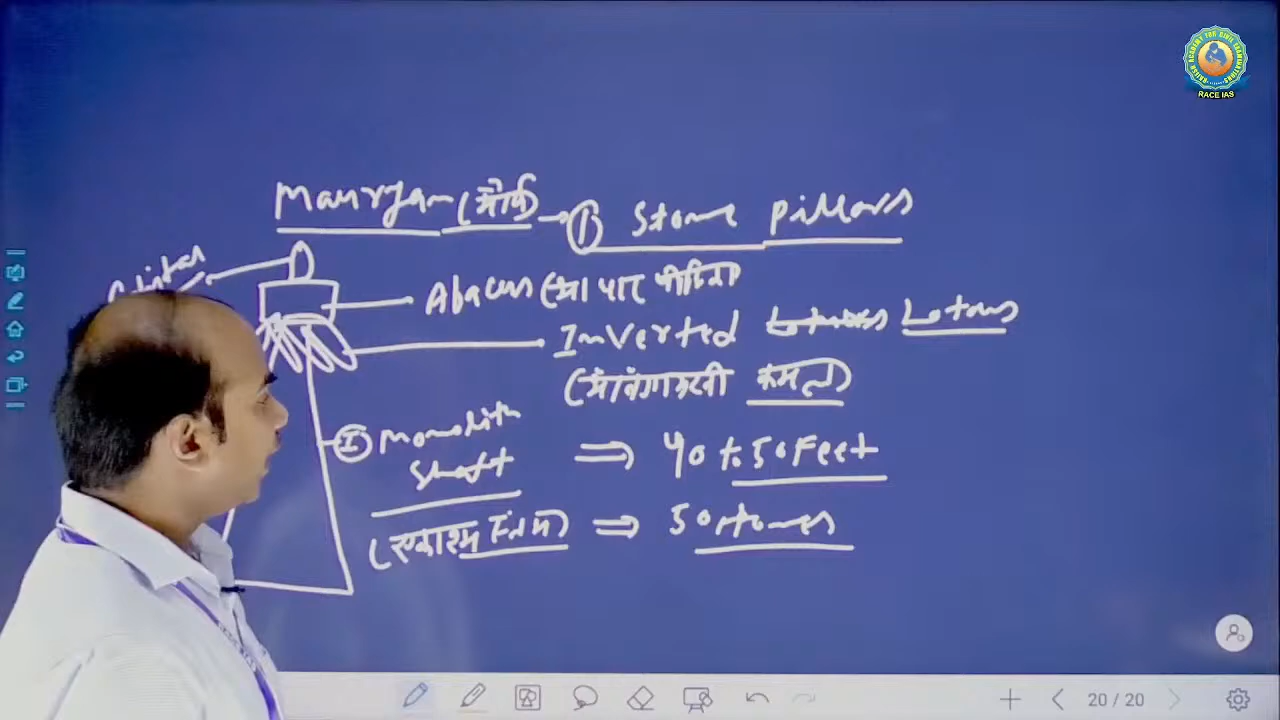 Mauryan (मौर्य) → ① Stone pillars
Abacus (आधार पीठिका
Inverted Lotus
कमल)
① Monolith
Shaft ⇒ 40 to 50 Feet
(एकाश्म ⇒ 50 tones
RACE IAS
20 / 20